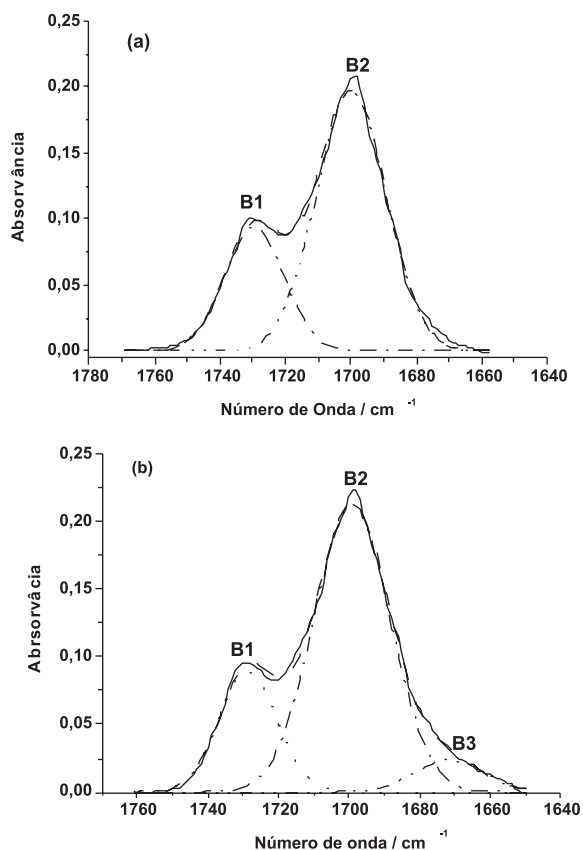 0,25
(a)
B2
0,20
0,15
B1
0,10
0,05
0,00
Absorvância
1780 1760 1740 1720 1700 1680 1660 1640
Número de Onda / cm -1
0,25
(b)
B2
0,20
0,15
B1
0,10
0,05
B3
0,00
Abrsorvâcia
1760 1740 1720 1700 1680 1660 1640
Número de onda / cm -1